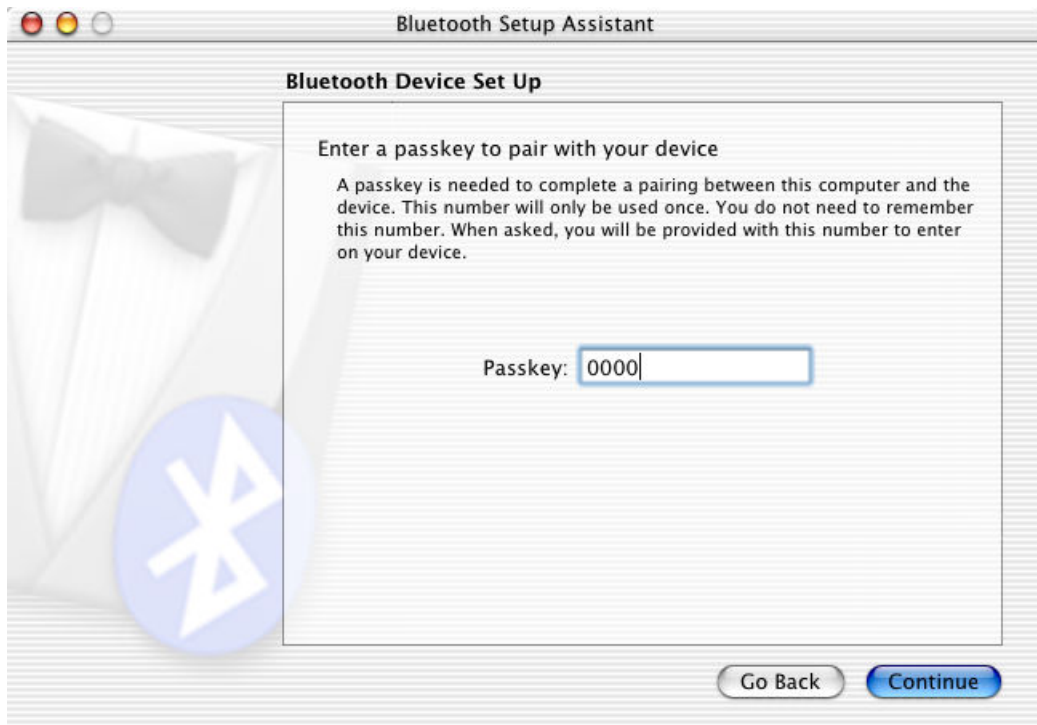 Bluetooth Setup Assistant
Bluetooth Device Set Up
Enter a passkey to pair with your device
A passkey is needed to complete a pairing between this computer and the
device. This number will only be used once. You do not need to remember
this number. When asked, you will be provided with this number to enter
on your device.
Passkey: 0000
Go Back Continue